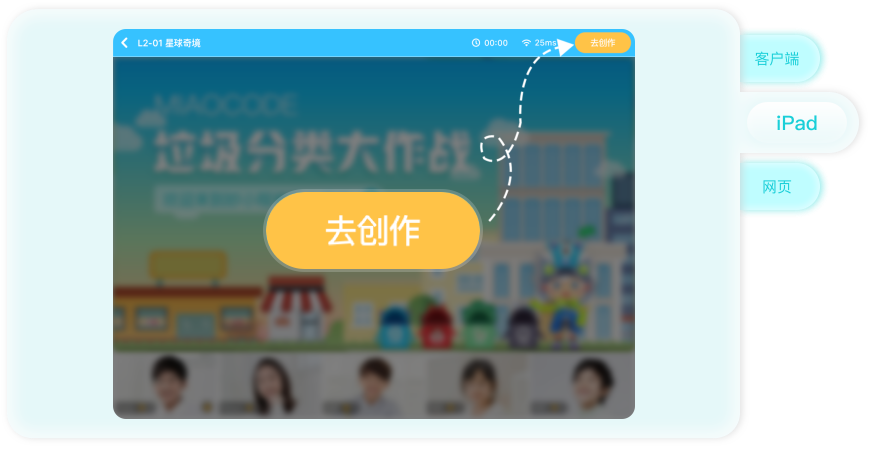 L2-01 星球奇境
00:00
25ms
去创作
MIAOCODE
垃圾分类大作战
去创作
客户端
iPad
网页